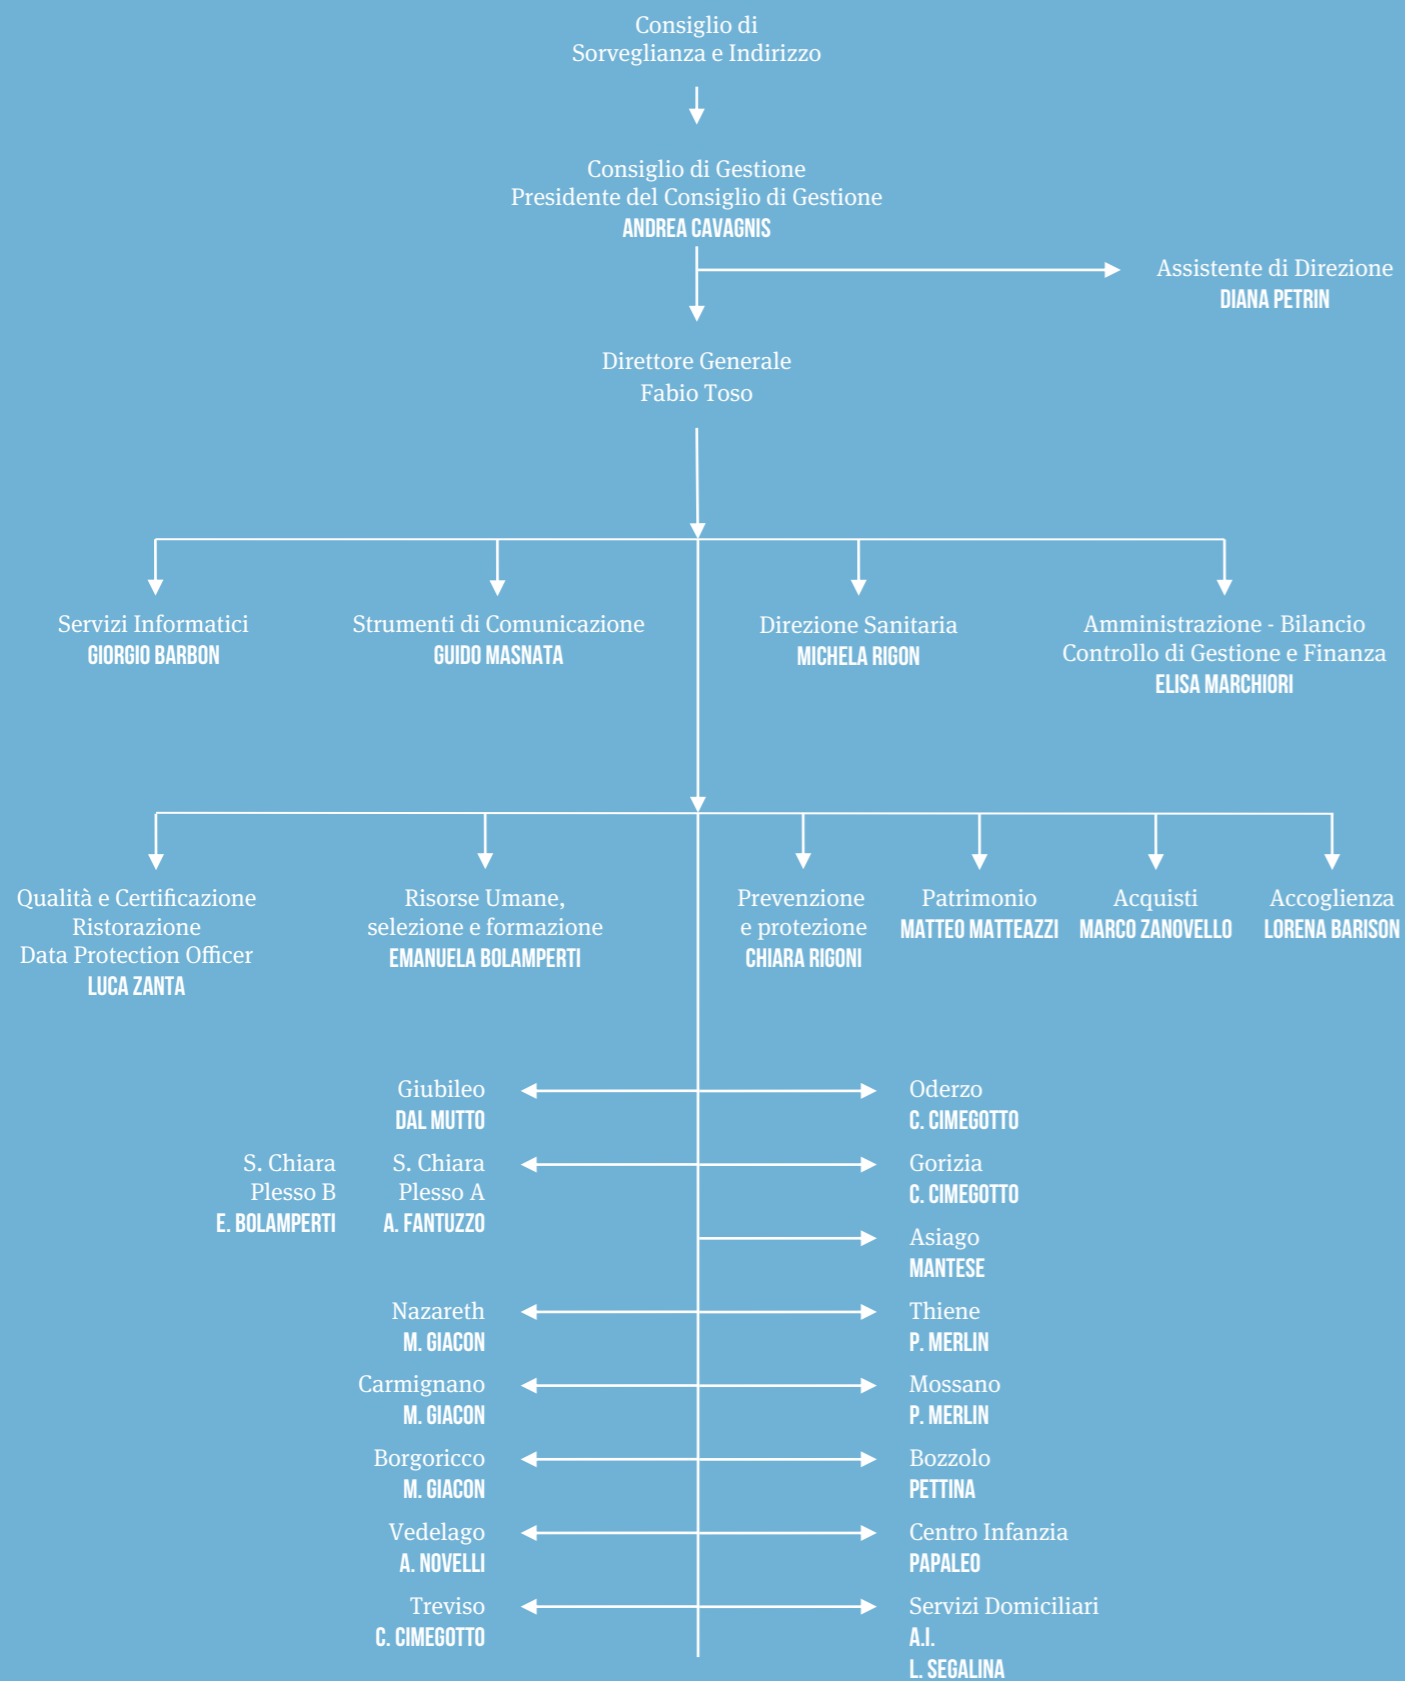 Consiglio di
Sorveglianza e Indirizzo
Consiglio di Gestione
Presidente del Consiglio di Gestione
ANDREA CAVAGNIS
Assistente di Direzione
DIANA PETRIN
Direttore Generale
Fabio Toso
Servizi Informatici
GIORGIO BARBON
Strumenti di Comunicazione
GUIDO MASNATA
Direzione Sanitaria
MICHELA RIGON
Amministrazione - Bilancio
Controllo di Gestione e Finanza
ELISA MARCHIORI
Qualità e Certificazione
Ristorazione
Data Protection Officer
LUCA ZANTA
Risorse Umane,
selezione e formazione
EMANUELA BOLAMPERTI
Prevenzione
e protezione
CHIARA RIGONI
Patrimonio
MATTEO MATTEAZZI
Acquisti
MARCO ZANOVELLO
Accoglienza
LORENA BARISON
Giubileo
DAL MUTTO
Oderzo
C. CIMEGOTTO
S. Chiara
Plesso B
E. BOLAMPERTI
S. Chiara
Plesso A
A. FANTUZZO
Gorizia
C. CIMEGOTTO
Asiago
MANTESE
Nazareth
M. GIACON
Thiene
P. MERLIN
Carmignano
M. GIACON
Mossano
P. MERLIN
Borgoricco
M. GIACON
Bozzolo
PETTINA
Vedelago
A. NOVELLI
Centro Infanzia
PAPALEO
Treviso
C. CIMEGOTTO
Servizi Domiciliari
A.I.
L. SEGALINA